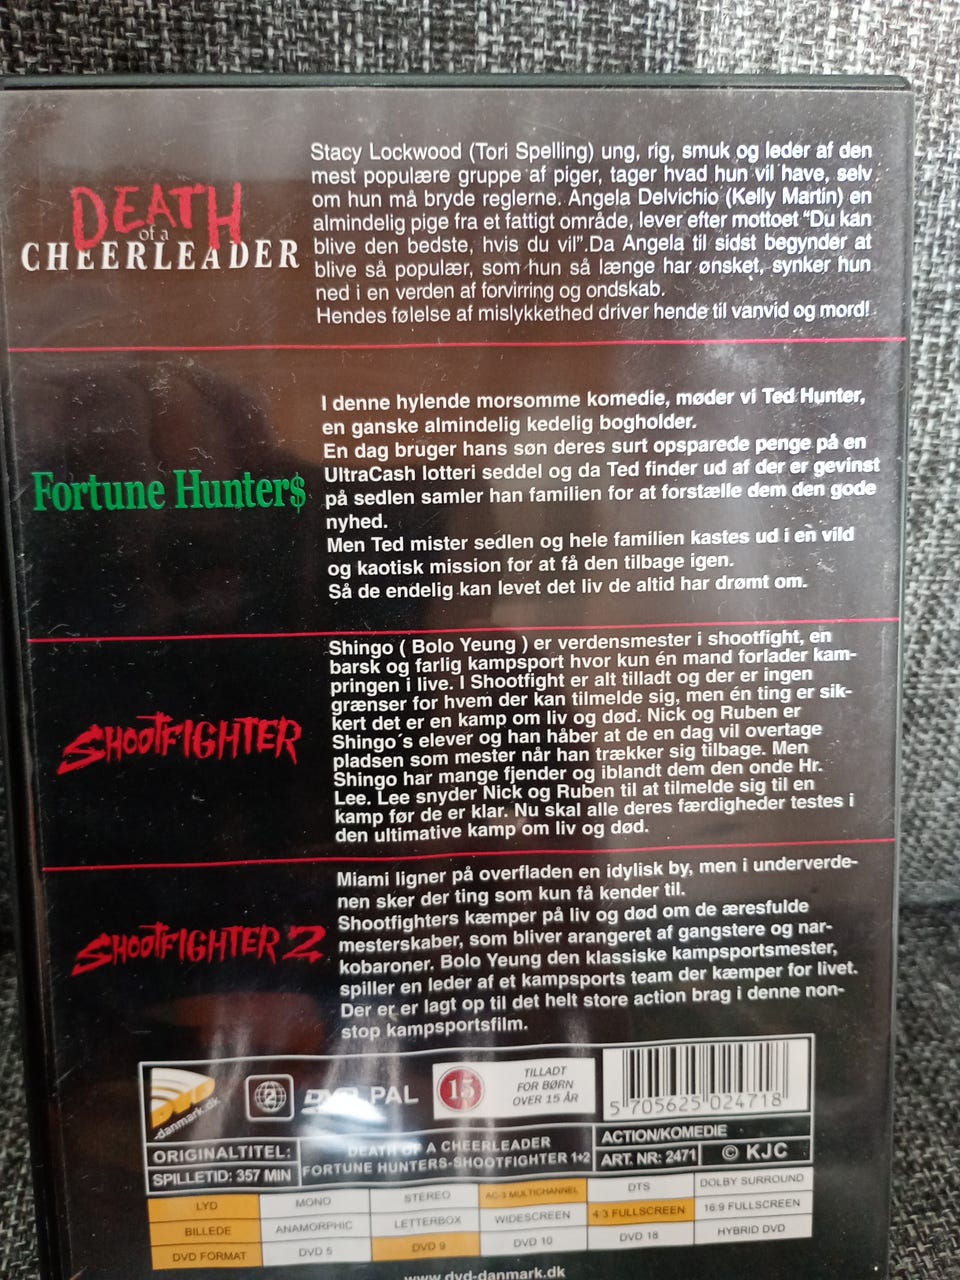 DEATH
of a
CHEERLEADER
Stacy Lockwood (Tori Spelling) ung, rig, smuk og leder af den
mest populære gruppe af piger, tager hvad hun vil have, selv
om hun må bryde reglerne. Angela Delvichio (Kelly Martin) en
almindelig pige fra et fattigt område, lever efter mottoet "Du kan
blive den bedste, hvis du vil".Da Angela til sidst begynder at
blive så populær, som hun så længe har ønsket, synker hun
ned i en verden af forvirring og ondskab.
Hendes følelse af mislykkethed driver hende til vanvid og mord!
Fortune Hunter$
I denne hylende morsomme komedie, møder vi Ted Hunter,
en ganske almindelig kedelig bogholder.
En dag bruger hans søn deres surt opsparede penge på en
UltraCash lotteri seddel og da Ted finder ud af der er gevinst
på sedlen samler han familien for at forstælle dem den gode
nyhed.
Men Ted mister sedlen og hele familien kastes ud i en vild
og kaotisk mission for at få den tilbage igen.
Så de endelig kan levet det liv de altid har drømt om.
SHOOTFIGHTER
Shingo ( Bolo Yeung ) er verdensmester i shootfight, en
barsk og farlig kampsport hvor kun én mand forlader kam-
pringen i live. I Shootfight er alt tilladt og der er ingen
grænser for hvem der kan tilmelde sig, men én ting er sik-
kert det er en kamp om liv og død. Nick og Ruben er
Shingo´s elever og han håber at de en dag vil overtage
pladsen som mester når han trækker sig tilbage. Men
Shingo har mange fjender og iblandt dem den onde Hr.
Lee. Lee snyder Nick og Ruben til at tilmelde sig til en
kamp før de er klar. Nu skal alle deres færdigheder testes i
den ultimative kamp om liv og død.
SHOOTFIGHTER 2
Miami ligner på overfladen en idylisk by, men i underverde-
nen sker der ting som kun få kender til.
Shootfighters kæmper på liv og død om de æresfulde
mesterskaber, som bliver arangeret af gangstere og nar-
kobaroner. Bolo Yeung den klassiske kampsportsmester,
spiller en leder af et kampsports team der kæmper for livet.
Der er er lagt op til det helt store action brag i denne non-
stop kampsportsfilm.
-danmark.dk
2
DVD PAL
15
TILLADT
FOR BØRN
OVER 15 ÅR
5 705625 024718
ORIGINALTITEL:
DEATH OF A CHEERLEADER
FORTUNE HUNTERS-SHOOTFIGHTER 1+2
SPILLETID: 357 MIN
ACTION/KOMEDIE
ART. NR: 2471
© KJC
LYD MONO STEREO AC-3 MULTICHANNEL DTS DOLBY SURROUND
BILLEDE ANAMORPHIC LETTERBOX WIDESCREEN 4:3 FULLSCREEN 16:9 FULLSCREEN
DVD FORMAT DVD 5 DVD 9 DVD 10 DVD 18 HYBRID DVD
www.dvd-danmark.dk